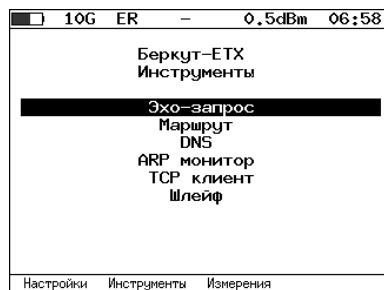 10G ER – 0.5dBm 06:58
Беркут-ETX
Инструменты
Эхо-запрос
Маршрут
DNS
ARP монитор
TCP клиент
Шлейф
Настройки Инструменты Измерения